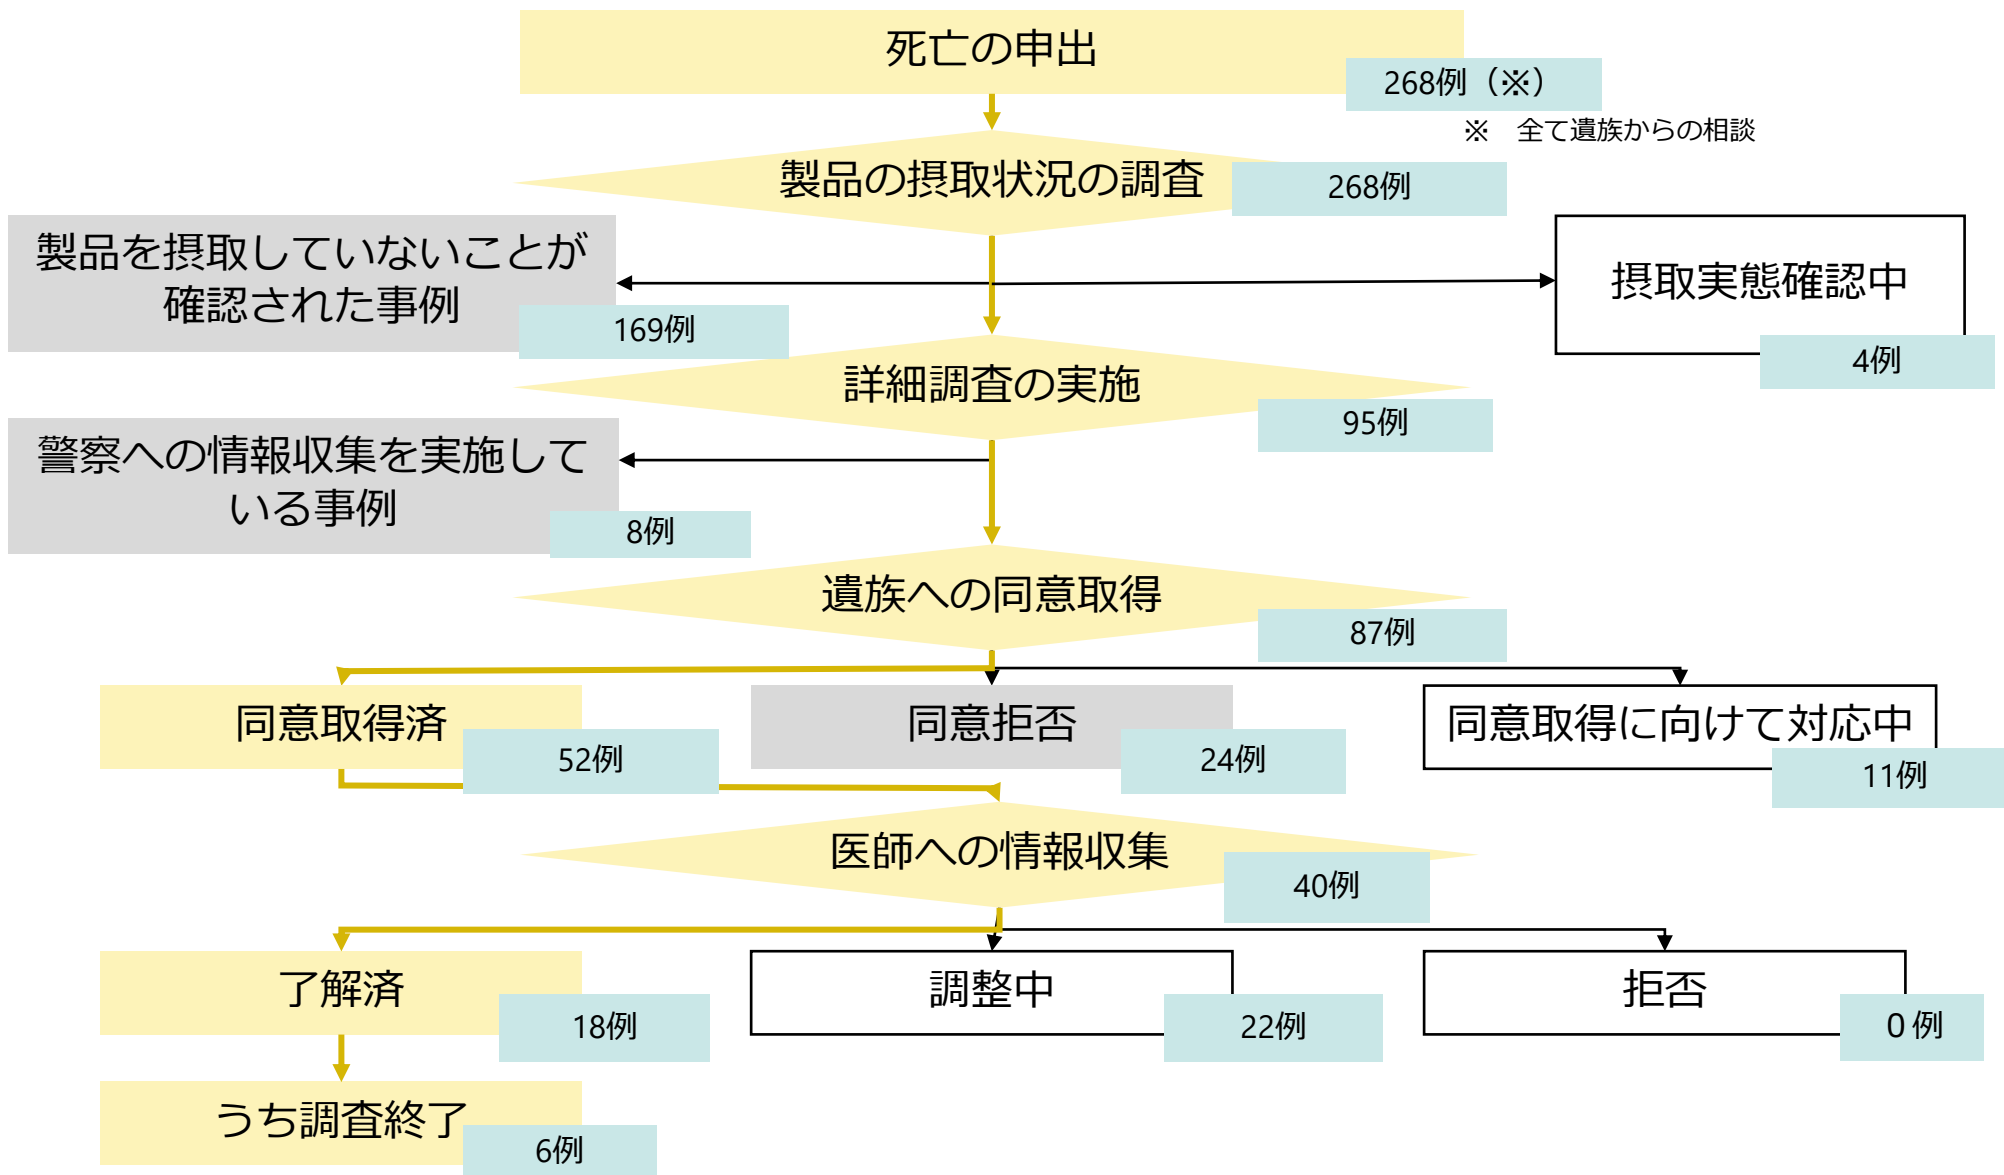 死亡の申出
268例（※）
※　全て遺族からの相談
製品の摂取状況の調査
268例
製品を摂取していないことが
確認された事例
169例
摂取実態確認中
4例
詳細調査の実施
95例
警察への情報収集を実施して
いる事例
8例
遺族への同意取得
87例
同意取得済
52例
同意拒否
24例
同意取得に向けて対応中
11例
医師への情報収集
40例
了解済
18例
調整中
22例
拒否
０例
うち調査終了
6例